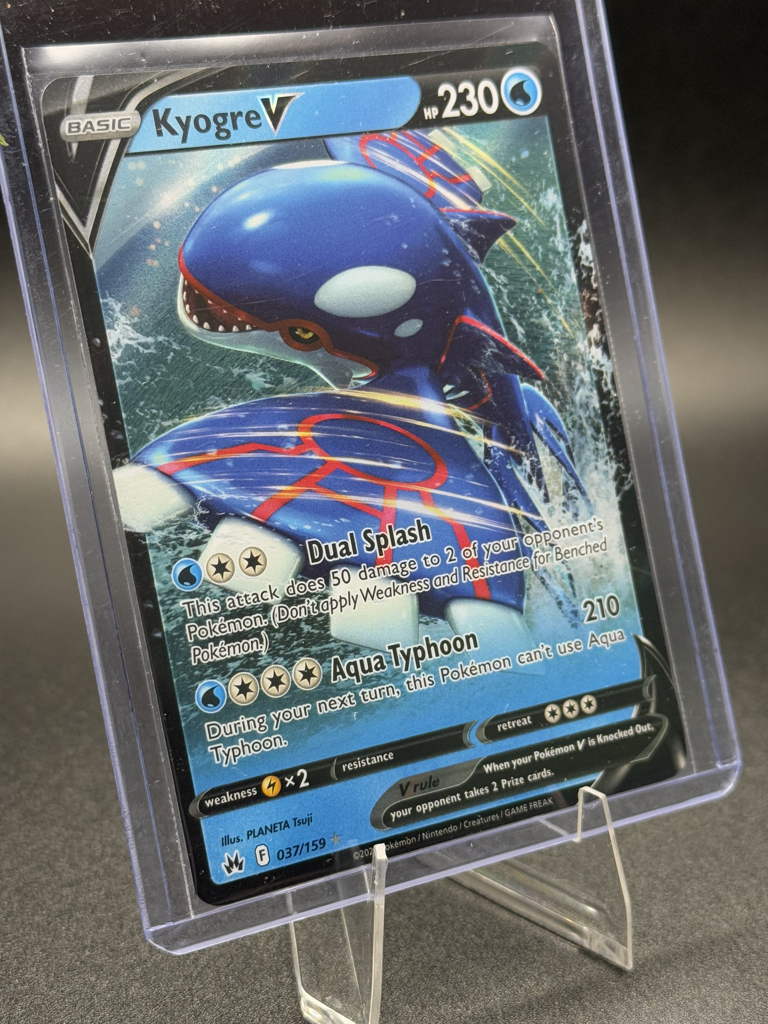 BASIC Kyogre V HP 230
Dual Splash
This attack does 50 damage to 2 of your opponent's
Pokémon. (Don't apply Weakness and Resistance for Benched
Pokémon.)
Aqua Typhoon 210
During your next turn, this Pokémon can't use Aqua
Typhoon.
weakness ×2 resistance retreat
V rule When your Pokémon V is Knocked Out,
your opponent takes 2 Prize cards.
Illus. PLANETA Tsuji
F 037/159 ★ Pokémon / Nintendo / Creatures / GAME FREAK